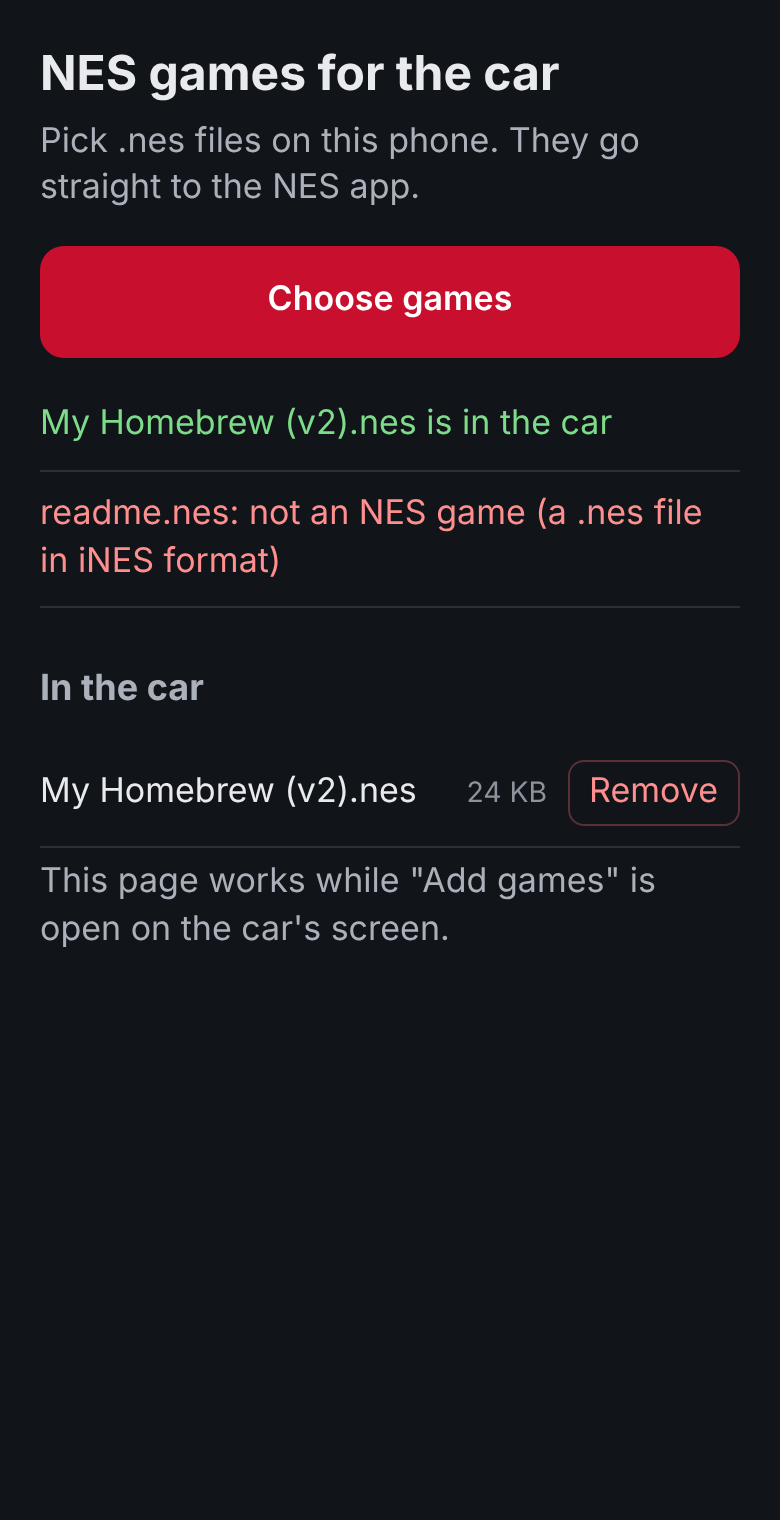 NES games for the car
Pick .nes files on this phone. They go
straight to the NES app.
Choose games
My Homebrew (v2).nes is in the car
readme.nes: not an NES game (a .nes file
in iNES format)
In the car
My Homebrew (v2).nes 24 KB Remove
This page works while "Add games" is
open on the car's screen.